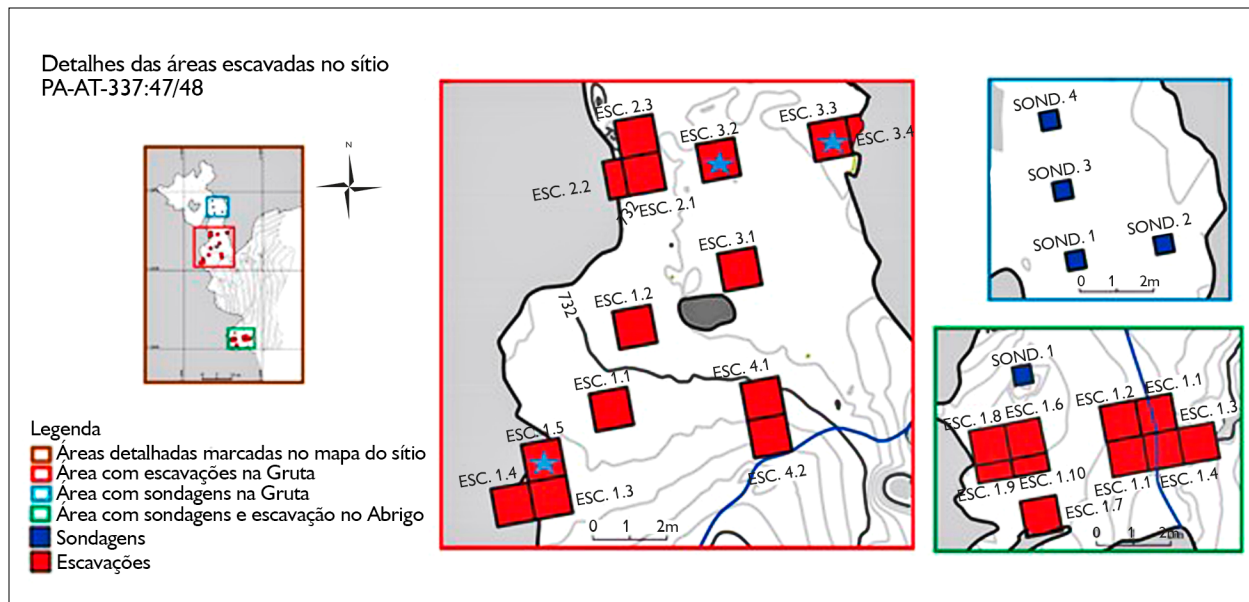 Detalhes das áreas escavadas no sítio
PA-AT-337:47/48
N
Legenda
Áreas detalhadas marcadas no mapa do sítio
Área com escavações na Gruta
Área com sondagens na Gruta
Área com sondagens e escavação no Abrigo
Sondagens
Escavações
ESC. 2.3
ESC. 3.2
ESC. 3.3
ESC. 3.4
ESC. 2.2
ESC. 2.1
732
ESC. 3.1
732
ESC. 1.2
ESC. 1.1
ESC. 4.1
ESC. 1.5
ESC. 1.4
ESC. 1.3
ESC. 4.2
0 1 2m
SOND. 4
SOND. 3
SOND. 2
SOND. 1
0 1 2m
SOND. 1
ESC. 1.2
ESC. 1.1
ESC. 1.8
ESC. 1.6
ESC. 1.3
ESC. 1.9
ESC. 1.10
ESC. 1.1
ESC. 1.4
ESC. 1.7
0 1 2m